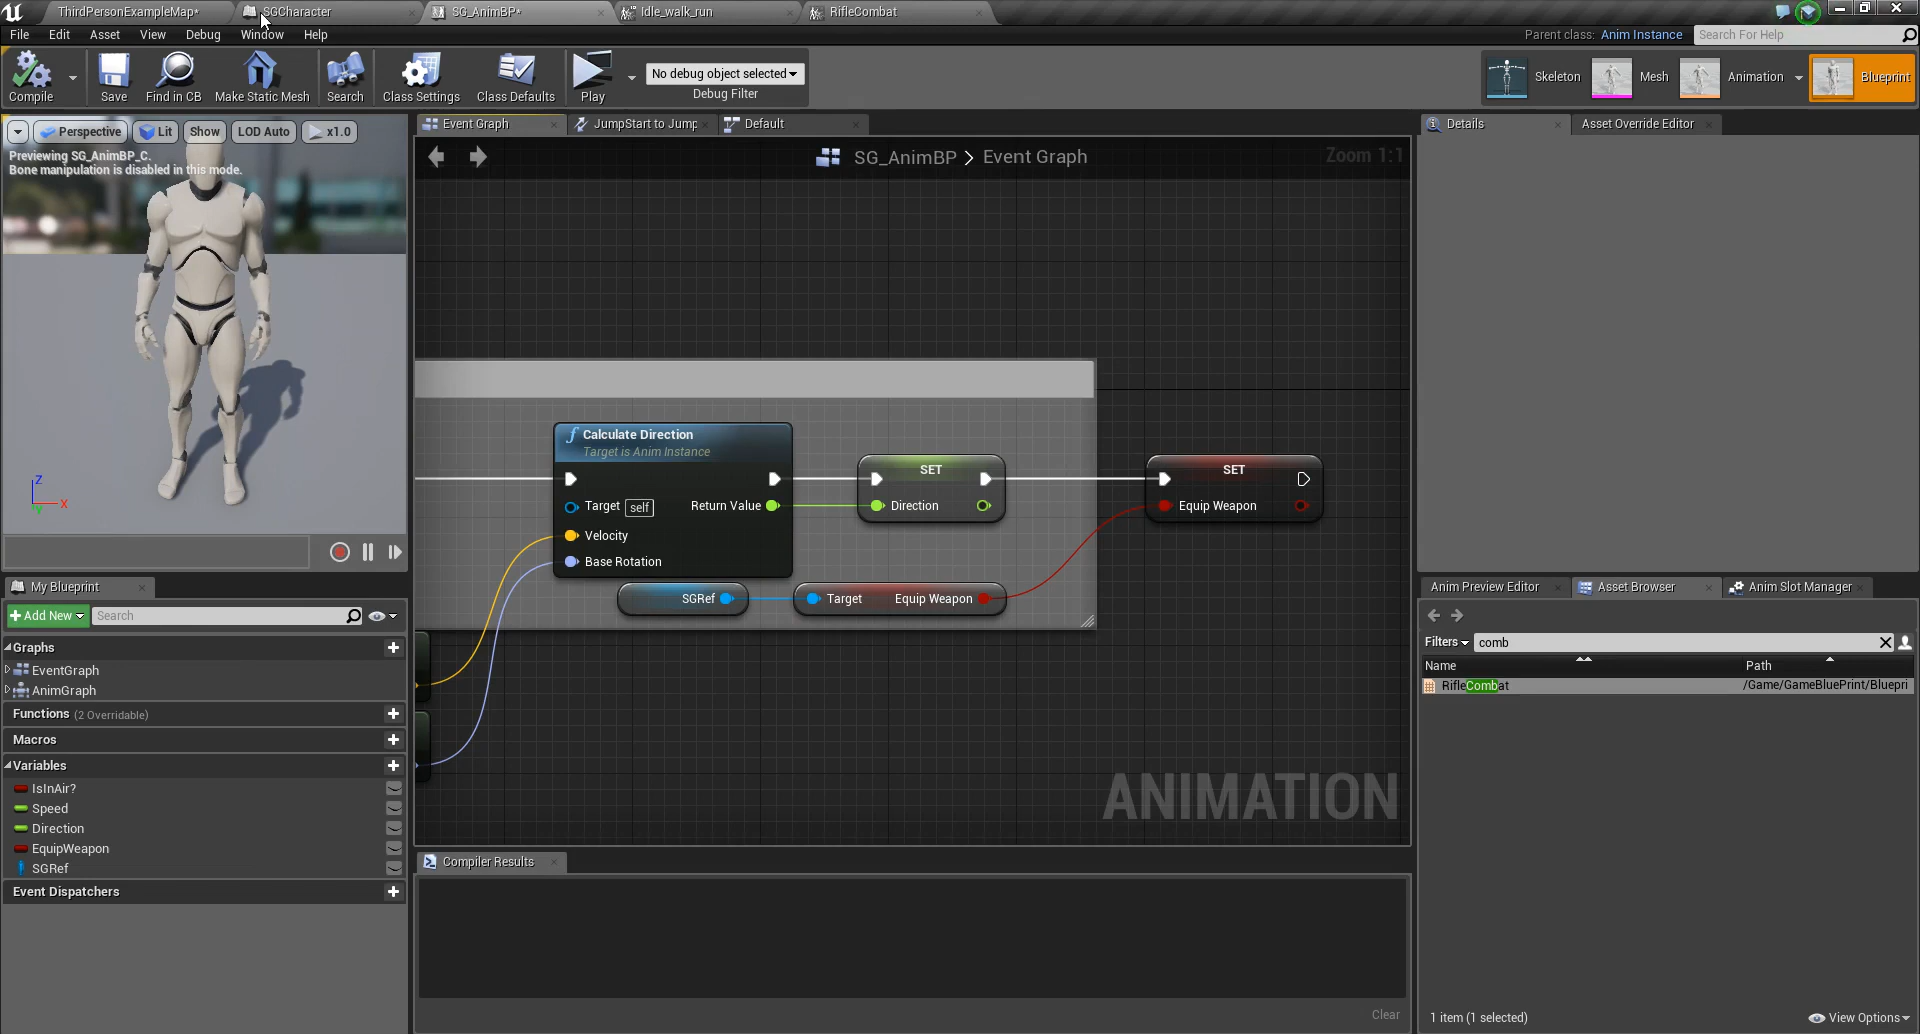 ThirdPersonExampleMap*
SGCharacter
SG_AnimBP*
Idle_walk_run
RifleCombat
File Edit Asset View Debug Window Help
Parent class: Anim Instance
Search For Help
Compile
Save
Find in CB
Make Static Mesh
Search
Class Settings
Class Defaults
Play
No debug object selected
Debug Filter
Skeleton
Mesh
Animation
Blueprint
Perspective
Lit
Show
LOD Auto
x1.0
Previewing SG_AnimBP_C.
Bone manipulation is disabled in this mode.
Z
X
Y
Event Graph
JumpStart to Jump
Default
SG_AnimBP > Event Graph
Zoom 1:1
Calculate Direction
Target is Anim Instance
Target self
Return Value
Velocity
Base Rotation
SET
Direction
SET
Equip Weapon
SGRef
Target Equip Weapon
ANIMATION
Details
Asset Override Editor
My Blueprint
+ Add New
Search
Graphs
EventGraph
AnimGraph
Functions (2 Overridable)
Macros
Variables
IsInAir?
Speed
Direction
EquipWeapon
SGRef
Event Dispatchers
Compiler Results
Clear
Anim Preview Editor
Asset Browser
Anim Slot Manager
Filters
comb
Name
Path
RifleCombat
/Game/GameBluePrint/Bluepri
1 item (1 selected)
View Options